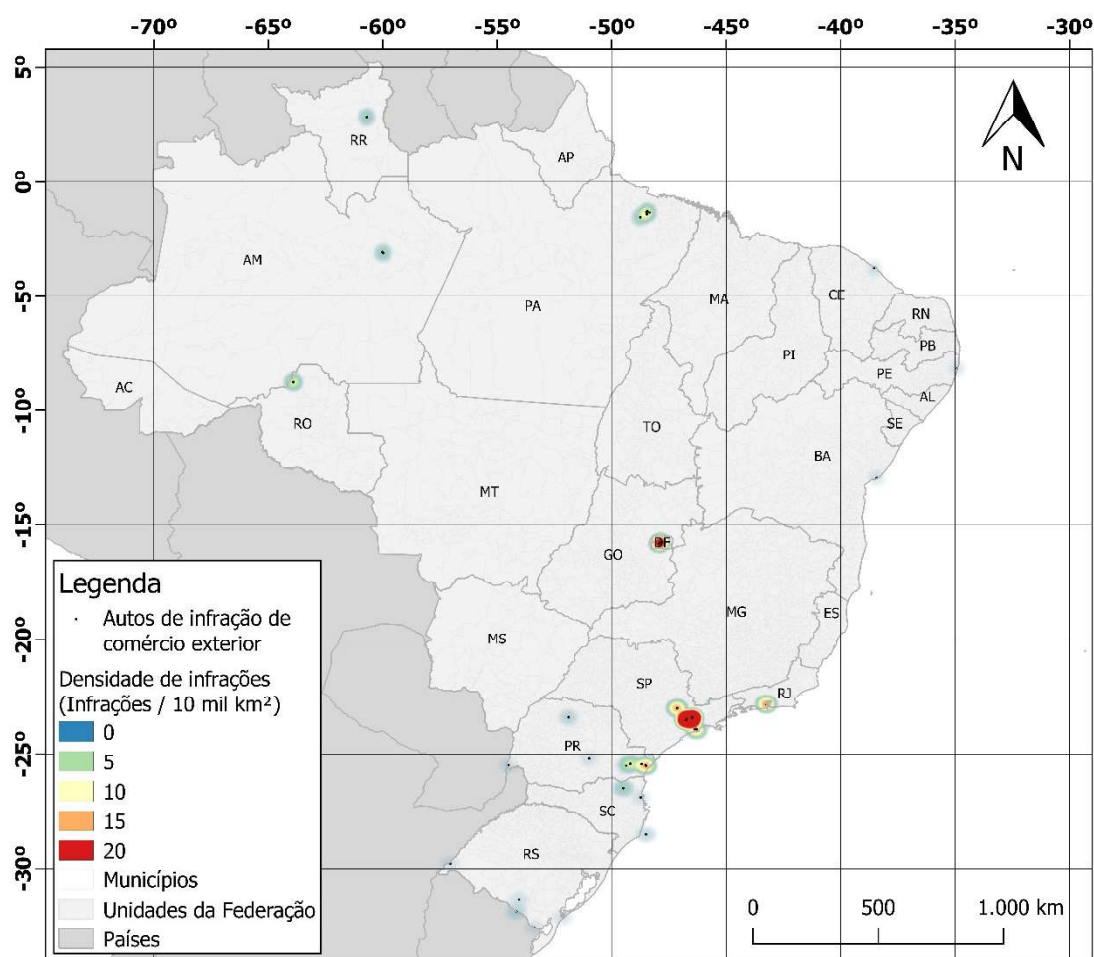 -70º -65º -60º -55º -50º -45º -40º -35º -30º
5º
N
RR
AP
0º
AM
PA
MA
CE
RN
-5º
PB
PI
PE
AC
AL
-10º
RO
TO
SE
BA
MT
-15º
DF
GO
MG
ES
MS
-20º
SP
RJ
PR
-25º
SC
RS
-30º
Legenda
Autos de infração de
comércio exterior
Densidade de infrações
(Infrações / 10 mil km²)
0
5
10
15
20
Municípios
Unidades da Federação
Países
0 500 1.000 km